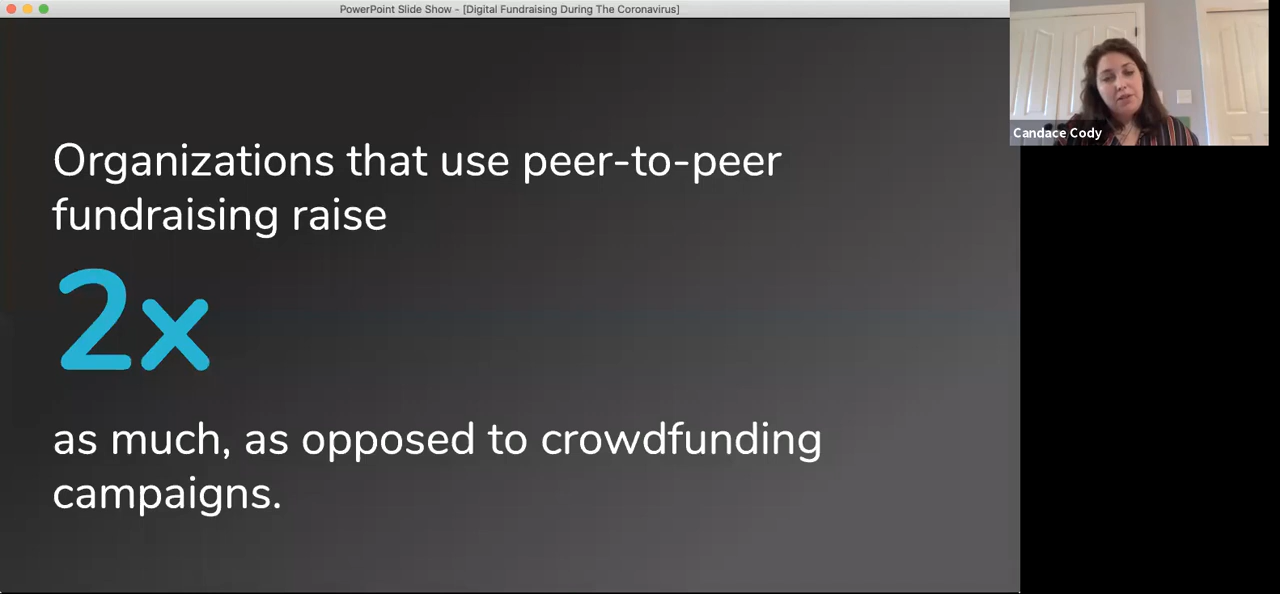 PowerPoint Slide Show - [Digital Fundraising During The Coronavirus]
Candace Cody
Organizations that use peer-to-peer
fundraising raise
2x
as much, as opposed to crowdfunding
campaigns.